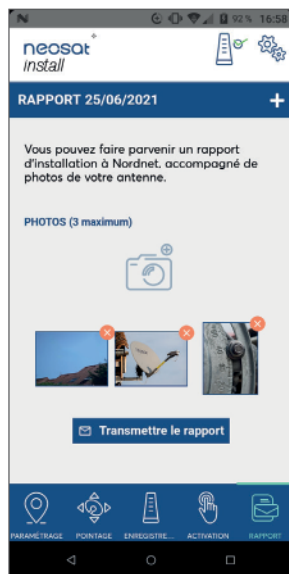 92 % 16:58
neosat
install
RAPPORT 25/06/2021 +
Vous pouvez faire parvenir un rapport
d'installation à Nordnet, accompagné de
photos de votre antenne.
PHOTOS (3 maximum)
Transmettre le rapport
PARAMÉTRAGE POINTAGE ENREGISTRE... ACTIVATION RAPPORT